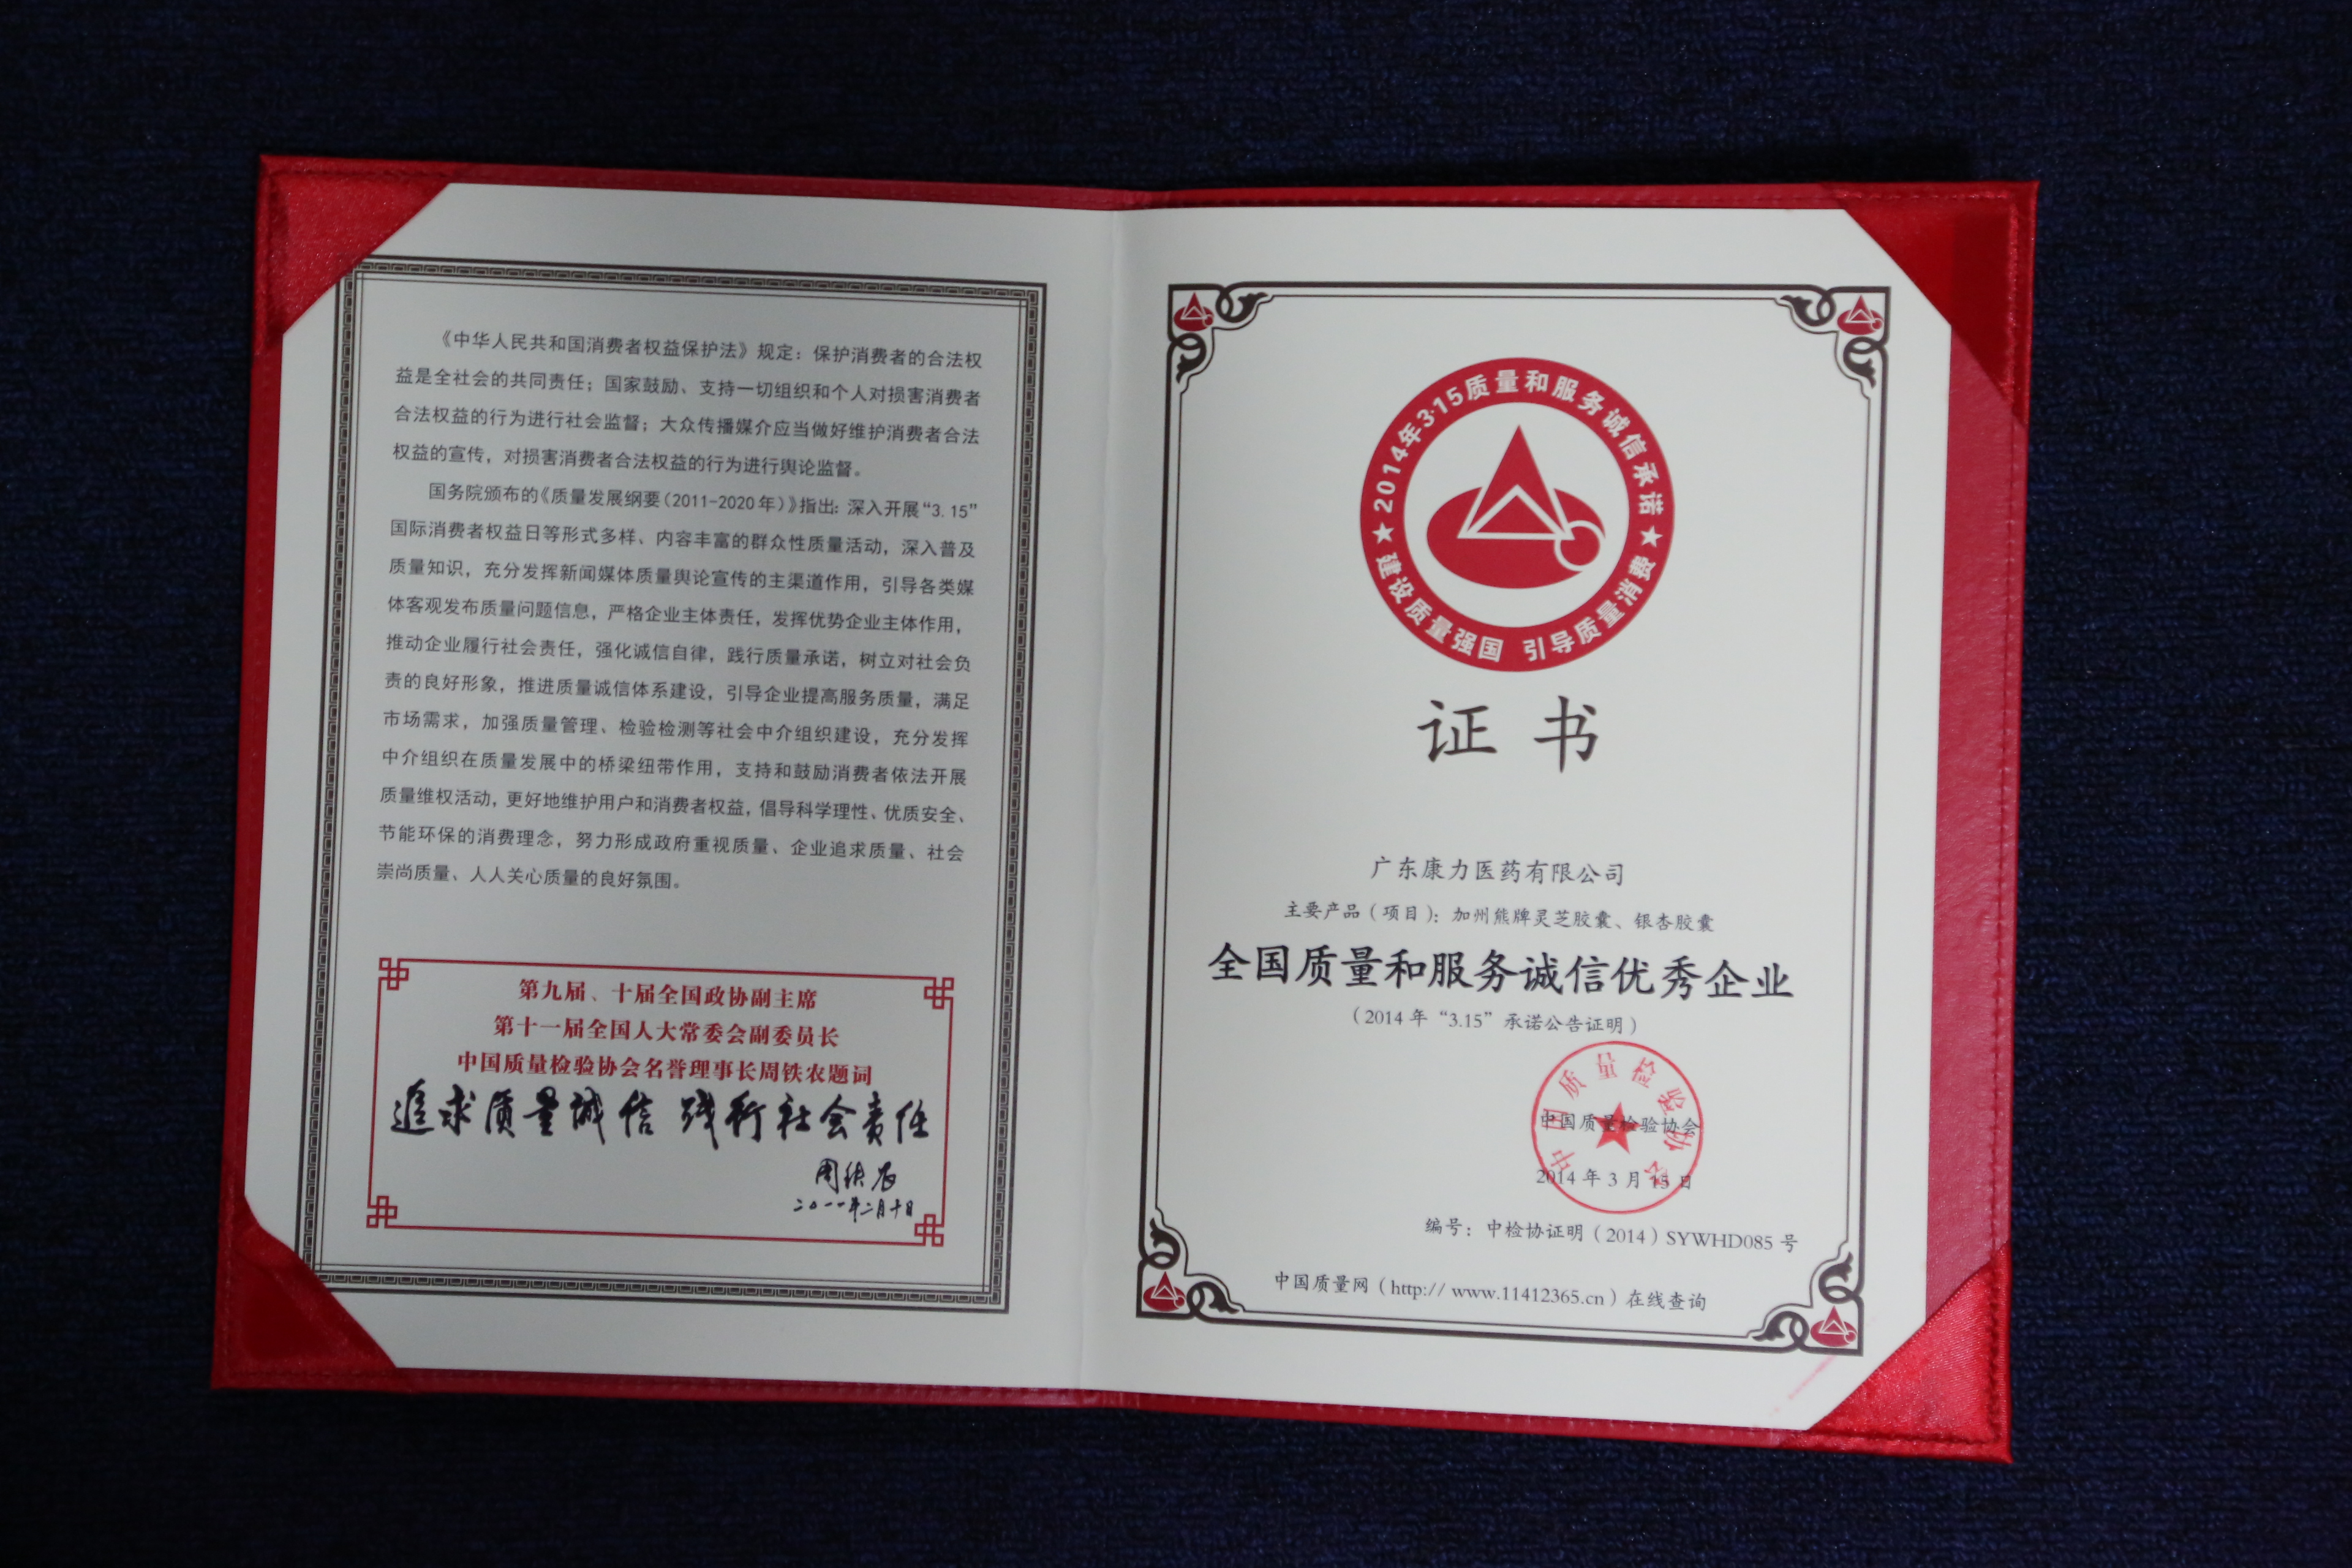 《中华人民共和国消费者权益保护法》规定：保护消费者的合法权
益是全社会的共同责任；国家鼓励、支持一切组织和个人对损害消费者
合法权益的行为进行社会监督；大众传播媒介应当做好维护消费者合法
权益的宣传，对损害消费者合法权益的行为进行舆论监督。
国务院颁布的《质量发展纲要（2011-2020年）》指出：深入开展“3.15”
国际消费者权益日等形式多样、内容丰富的群众性质量活动，深入普及
质量知识，充分发挥新闻媒体质量舆论宣传的主渠道作用，引导各类媒
体客观发布质量问题信息，严格企业主体责任，发挥优势企业主体作用，
推动企业履行社会责任，强化诚信自律，践行质量承诺，树立对社会负
责的良好形象，推进质量诚信体系建设，引导企业提高服务质量，满足
市场需求，加强质量管理、检验检测等社会中介组织建设，充分发挥
中介组织在质量发展中的桥梁纽带作用，支持和鼓励消费者依法开展
质量维权活动，更好地维护用户和消费者权益，倡导科学理性、优质安全、
节能环保的消费理念，努力形成政府重视质量、企业追求质量、社会
崇尚质量、人人关心质量的良好氛围。
第九届、十届全国政协副主席
第十一届全国人大常委会副委员长
中国质量检验协会名誉理事长周铁农题词
追求质量诚信 践行社会责任
周铁农
二〇一一年二月十日
★2014年3·15质量和服务诚信承诺★
建设质量强国 引导质量消费
证书
广东康力医药有限公司
主要产品（项目）：加州熊牌灵芝胶囊、银杏胶囊
全国质量和服务诚信优秀企业
（2014 年“3.15”承诺公告证明）
中国质量检验协会
中国质量检验协会
2014 年 3 月 15 日
编号：中检协证明（2014）SYWHD085 号
中国质量网（http:// www.11412365.cn）在线查询